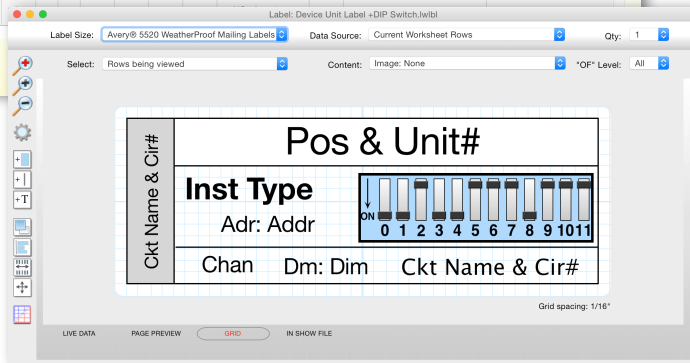 Label: Device Unit Label +DIP Switch.lwlbl
Label Size: Avery® 5520 WeatherProof Mailing Labels Data Source: Current Worksheet Rows Qty: 1
Select: Rows being viewed Content: Image: None "OF" Level: All
Ckt Name & Cir#
Pos & Unit#
Inst Type
Adr: Addr
ON
0 1 2 3 4 5 6 7 8 9 10 11
Chan Dm: Dim Ckt Name & Cir#
Grid spacing: 1/16"
LIVE DATA PAGE PREVIEW GRID IN SHOW FILE
+T